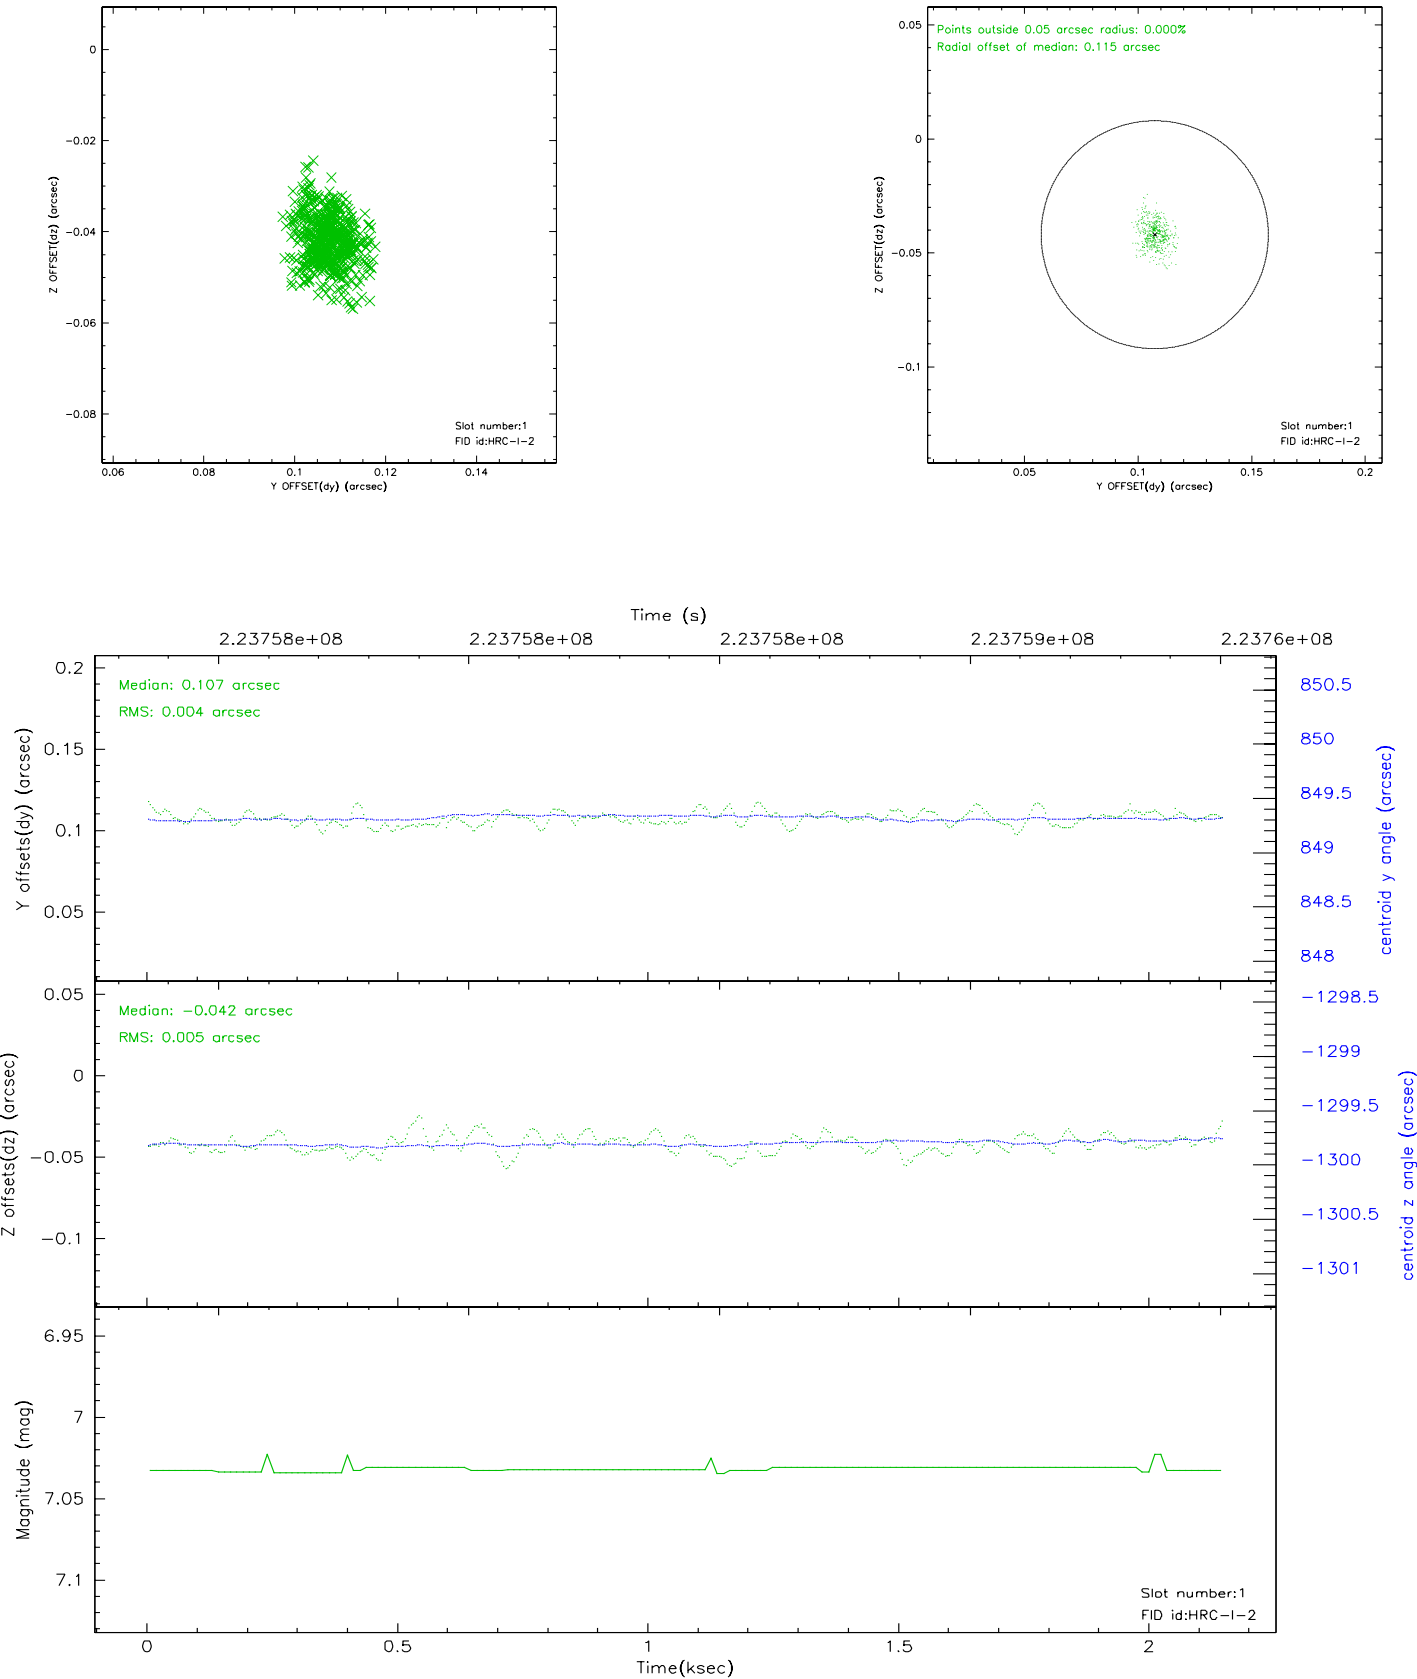 0
−0.02
−0.04
−0.06
−0.08
Z OFFSET(dz) (arcsec)
Slot number:1
FID id:HRC−I−2
0.06 0.08 0.1 0.12 0.14
Y OFFSET(dy) (arcsec)
0.05
0
−0.05
−0.1
Z OFFSET(dz) (arcsec)
Points outside 0.05 arcsec radius: 0.000%
Radial offset of median: 0.115 arcsec
Slot number:1
FID id:HRC−I−2
0.05 0.1 0.15 0.2
Y OFFSET(dy) (arcsec)
Time (s)
2.23758e+08 2.23758e+08 2.23758e+08 2.23759e+08 2.2376e+08
0.2
0.15
0.1
0.05
Y offsets(dy) (arcsec)
Median: 0.107 arcsec
RMS: 0.004 arcsec
850.5
850
849.5
849
848.5
848
centroid y angle (arcsec)
0.05
0
−0.05
−0.1
Z offsets(dz) (arcsec)
Median: −0.042 arcsec
RMS: 0.005 arcsec
−1298.5
−1299
−1299.5
−1300
−1300.5
−1301
centroid z angle (arcsec)
6.95
7
7.05
7.1
Magnitude (mag)
Slot number:1
FID id:HRC−I−2
0 0.5 1 1.5 2
Time(ksec)